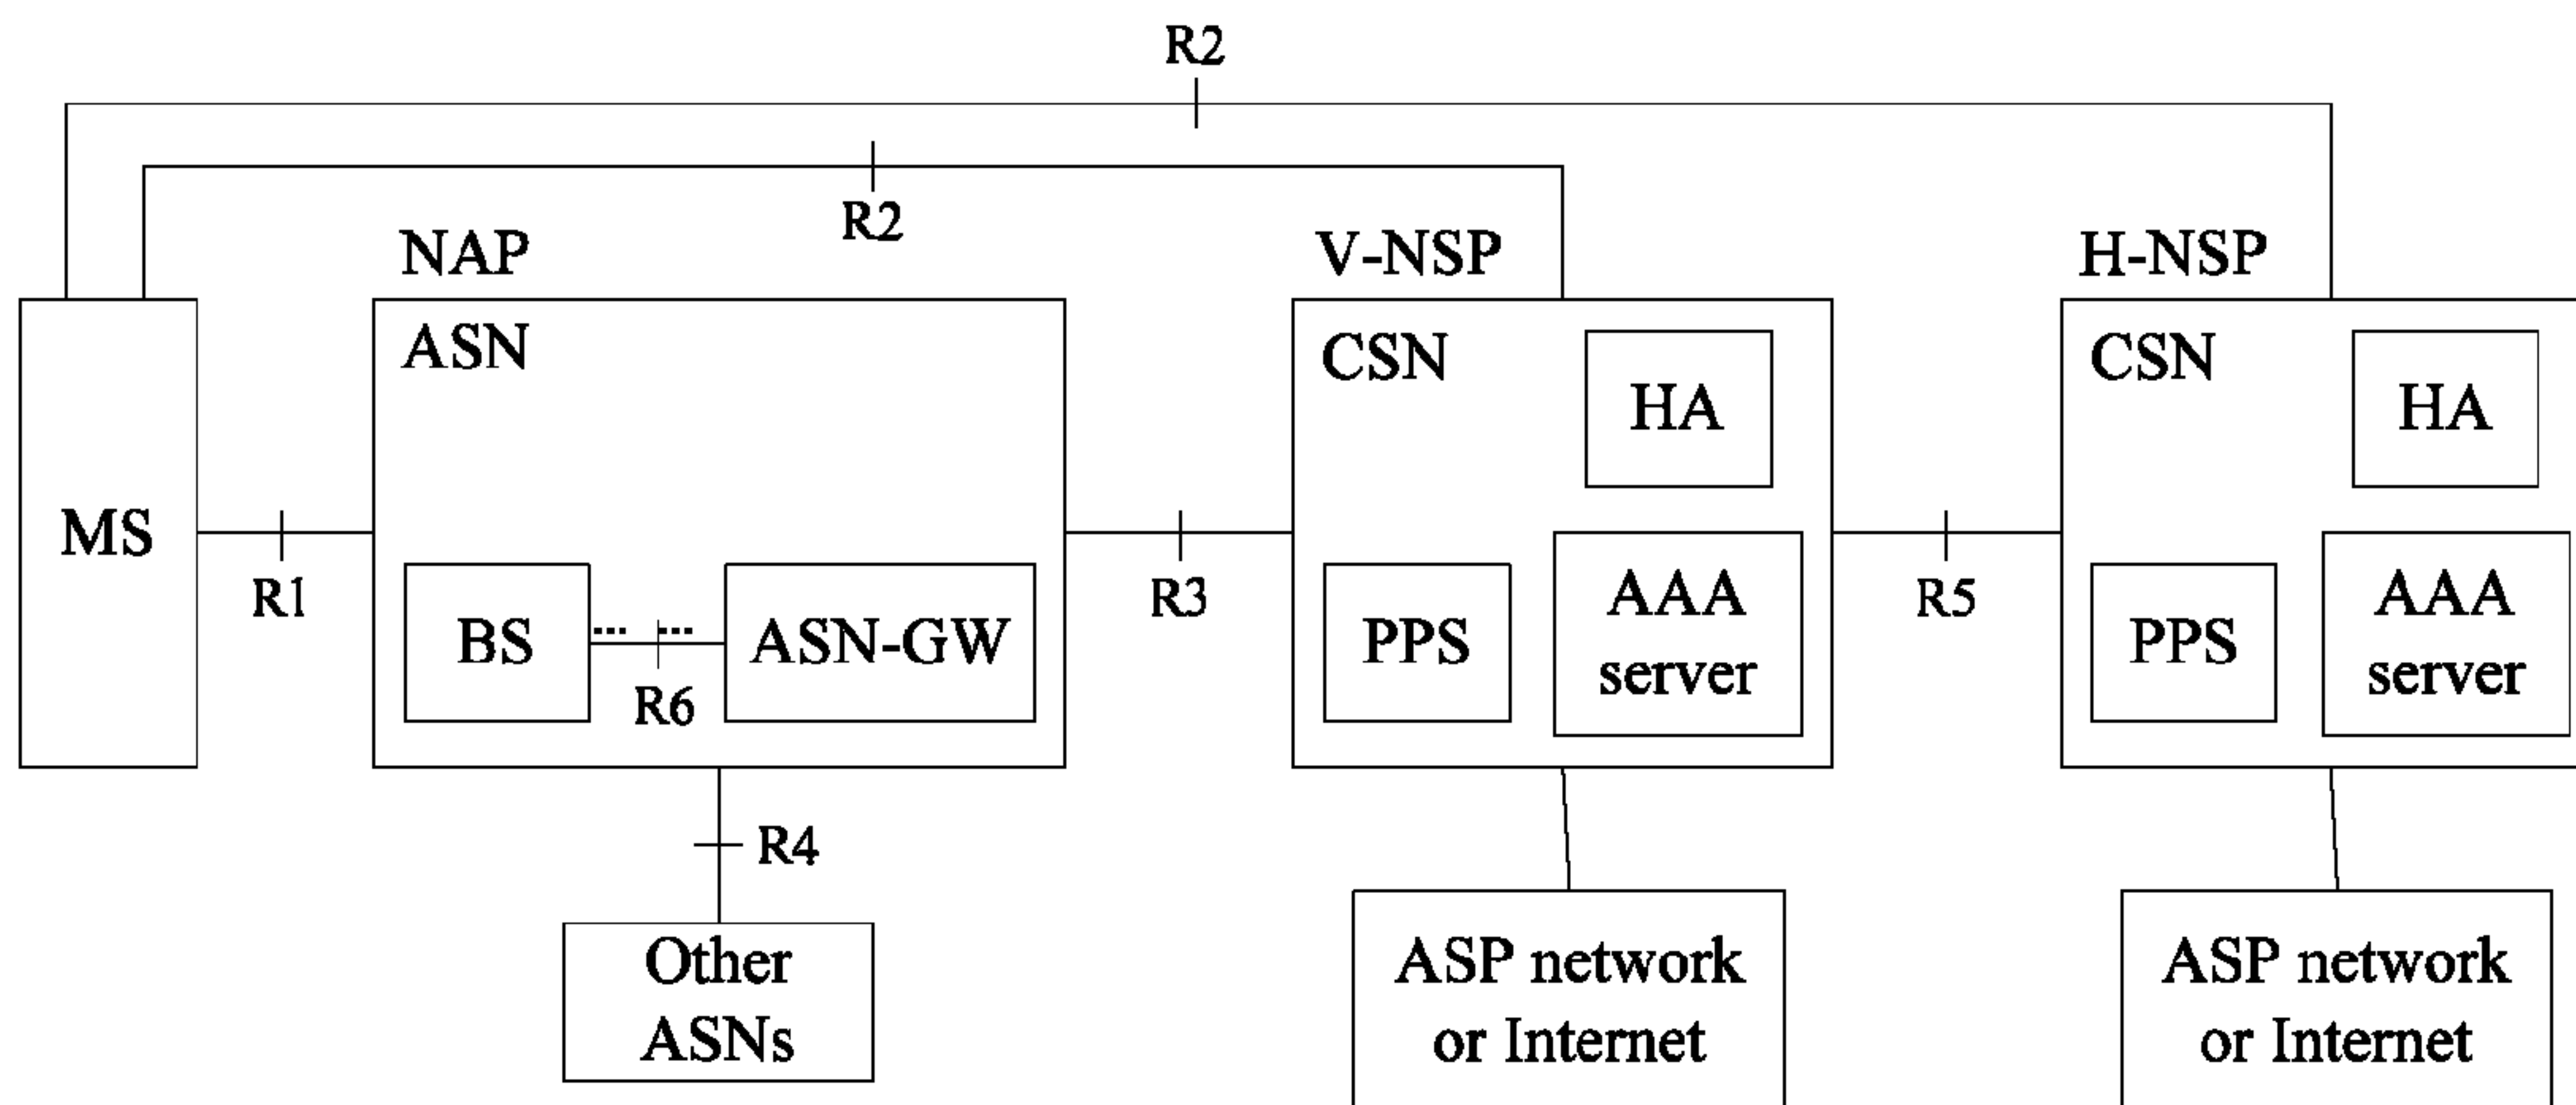 R2
R2
NAP
V-NSP
H-NSP
ASN
CSN
HA
CSN
HA
MS
R1
R3
R5
BS
R6
ASN-GW
PPS
AAA
server
PPS
AAA
server
R4
Other
ASNs
ASP network
or Internet
ASP network
or Internet